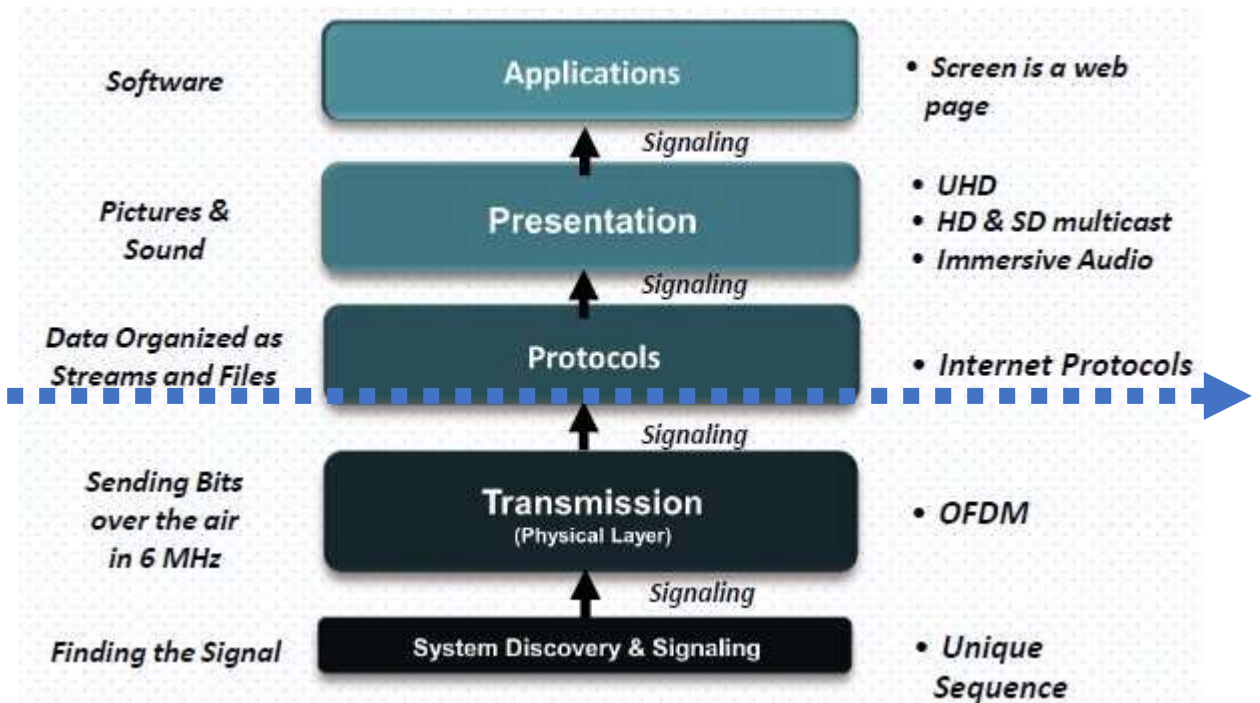 Software
Applications
• Screen is a web
page
Signaling
Pictures &
Sound
Presentation
• UHD
• HD & SD multicast
• Immersive Audio
Signaling
Data Organized as
Streams and Files
Protocols
• Internet Protocols
Signaling
Sending Bits
over the air
in 6 MHz
Transmission
(Physical Layer)
• OFDM
Signaling
Finding the Signal
System Discovery & Signaling
• Unique
Sequence